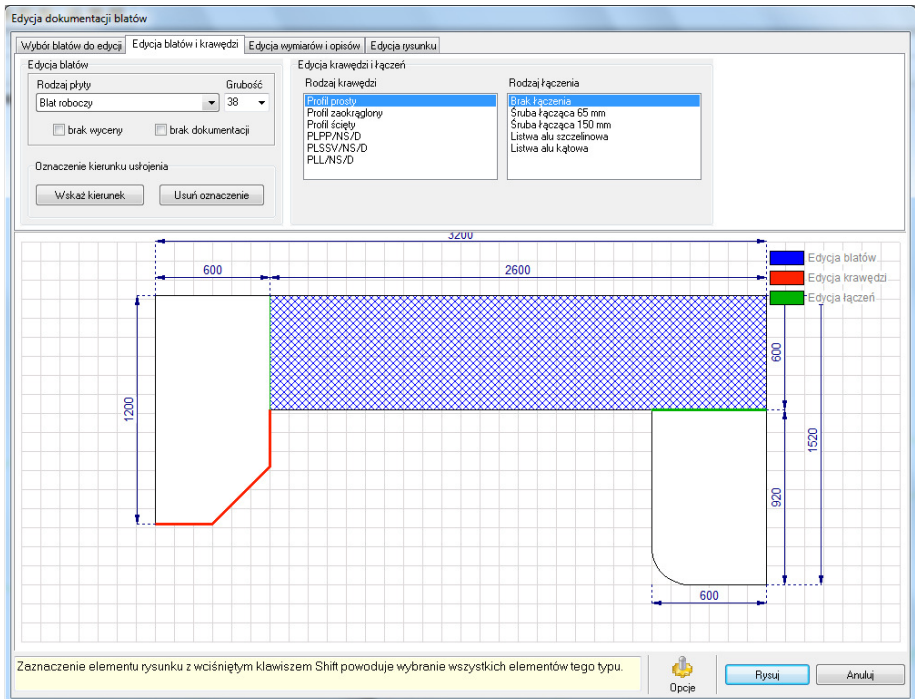 Edycja dokumentacji blatów
Wybór blatów do edycji Edycja blatów i krawędzi Edycja wymiarów i opisów Edycja rysunku
Edycja blatów
Rodzaj płyty Grubość
Blat roboczy 38
brak wyceny brak dokumentacji
Oznaczenie kierunku usłojenia
Wskaż kierunek Usuń oznaczenie
Edycja krawędzi i łączeń
Rodzaj krawędzi
Profil prosty
Profil zaokrąglony
Profil ścięty
PLPP/NS/D
PLSSV/NS/D
PLL/NS/D
Rodzaj łączenia
Brak łączenia
Śruba łącząca 65 mm
Śruba łącząca 150 mm
Listwa alu szczelinowa
Listwa alu kątowa
3200
600 2600
Edycja blatów
Edycja krawędzi
Edycja łączeń
600
1200
1520
920
600
Zaznaczenie elementu rysunku z wciśniętym klawiszem Shift powoduje wybranie wszystkich elementów tego typu.
Opcje
Rysuj
Anuluj